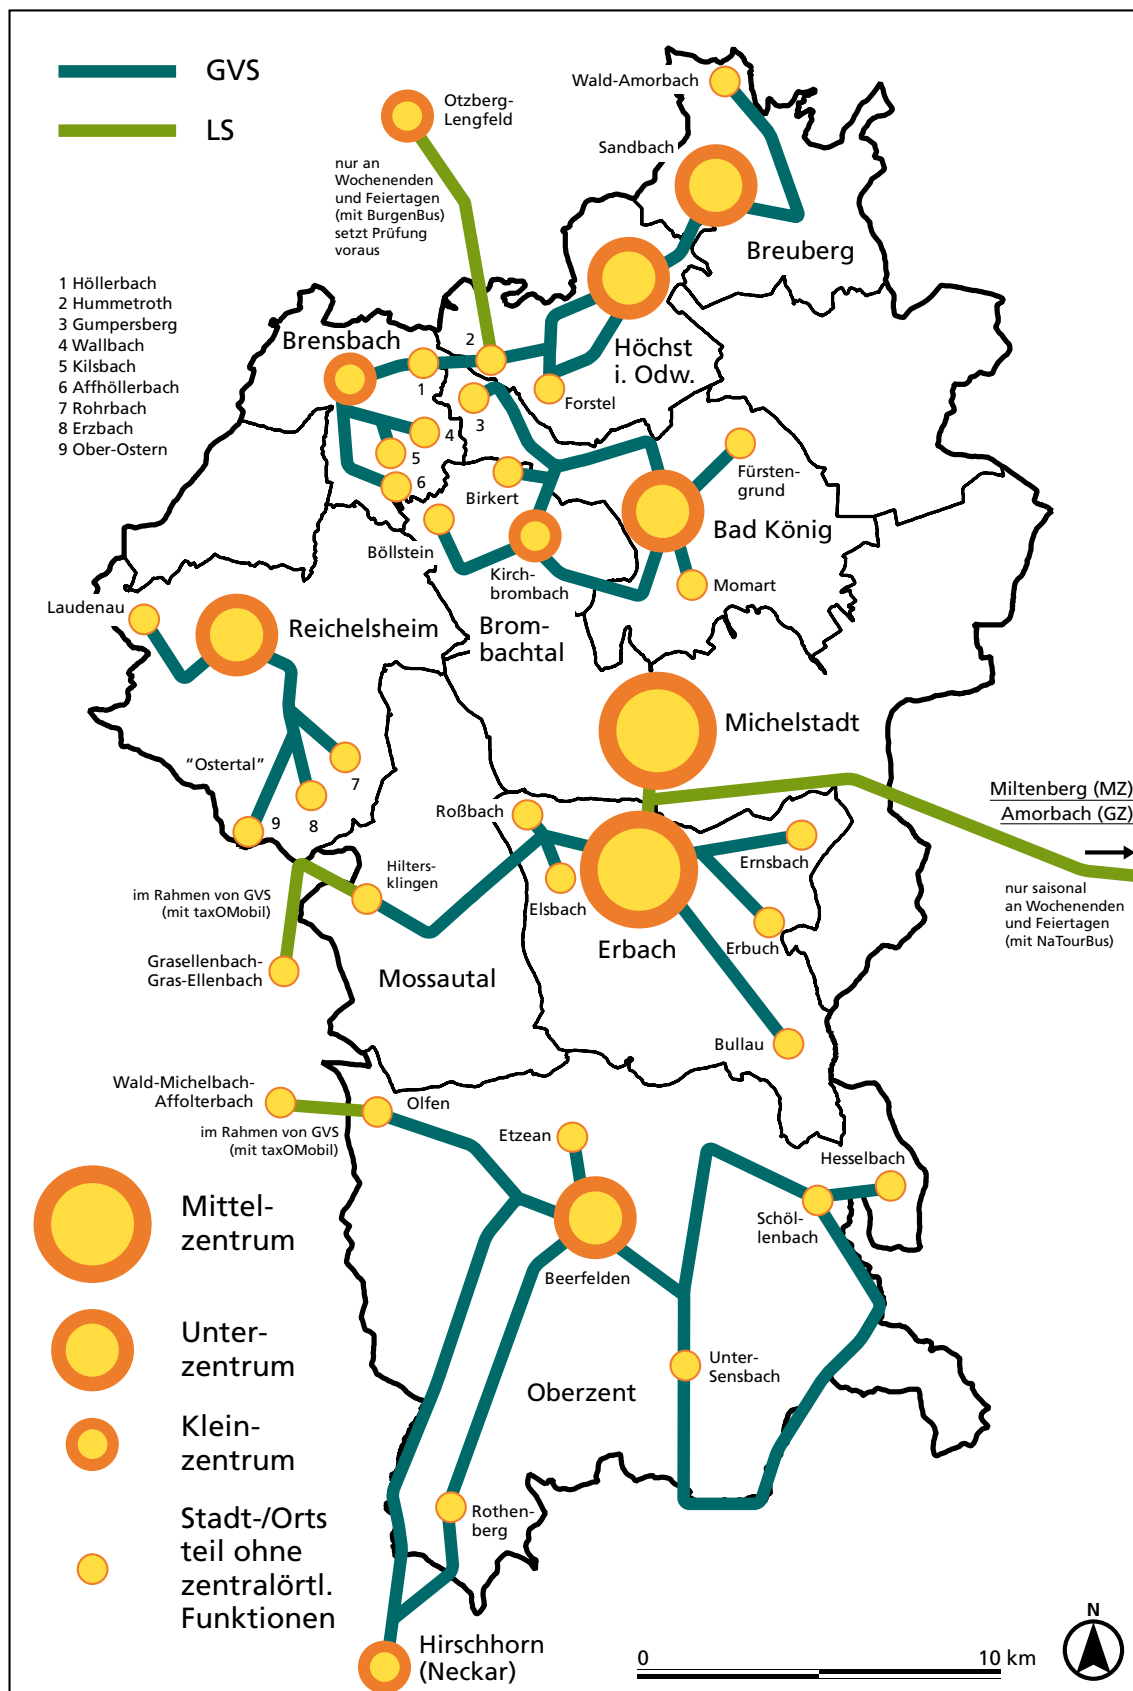 GVS
LS
Otzberg-
Lengfeld
nur an
Wochenenden
und Feiertagen
(mit BurgenBus)
setzt Prüfung
voraus
Wald-Amorbach
Sandbach
Breuberg
1 Höllerbach
2 Hummetroth
3 Gumpersberg
4 Wallbach
5 Kilsbach
6 Affhöllerbach
7 Rohrbach
8 Erzbach
9 Ober-Ostern
Brensbach
2
1
Höchst
i. Odw.
Forstel
3
4
5
6
Birkert
Fürsten-
grund
Bad König
Böllstein
Kirch-
brombach
Momart
Laudenau
Reichelsheim
Brom-
bachtal
Michelstadt
"Ostertal"
7
8
9
Miltenberg (MZ)
Amorbach (GZ)
nur saisonal
an Wochenenden
und Feiertagen
(mit NaTourBus)
Roßbach
Ernsbach
Hilters-
klingen
Elsbach
Erbuch
Erbach
im Rahmen von GVS
(mit taxOMobil)
Grasellenbach-
Gras-Ellenbach
Mossautal
Bullau
Wald-Michelbach-
Affolterbach
Olfen
im Rahmen von GVS
(mit taxOMobil)
Etzean
Hesselbach
Schöl-
lenbach
Beerfelden
Unter-
Sensbach
Oberzent
Mittel-
zentrum
Unter-
zentrum
Klein-
zentrum
Stadt-/Orts
teil ohne
zentralörtl.
Funktionen
Rothen-
berg
Hirschhorn
(Neckar)
0
10 km
N